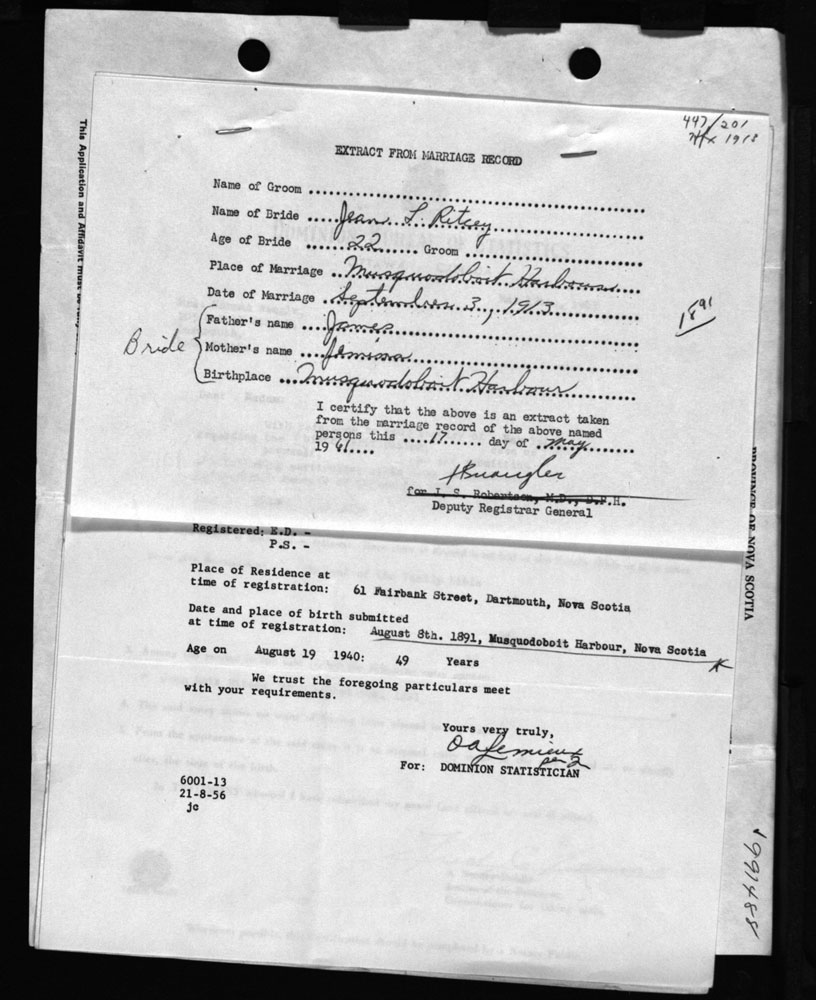 447/201
Hfx 1913
EXTRACT FROM MARRIAGE RECORD
Name of Groom
Name of Bride ..... Jean L. Ritcey
Age of Bride ..... 22 ..... Groom
Place of Marriage .. Musquodoboit Harbour
Date of Marriage . September 3, 1913
1891
Bride
Father's name .... James
Mother's name .... Jemima
Birthplace ... Musquodoboit Harbour
I certify that the above is an extract taken
from the marriage record of the above named
persons this .... 17 ...... day of .. May
19 61....
for I. S. Robertson, M.D., D.P.H.
Deputy Registrar General
Registered: E.D. -
P.S. -
Place of Residence at
time of registration: 61 Fairbank Street, Dartmouth, Nova Scotia
Date and place of birth submitted
at time of registration: August 8th. 1891, Musquodoboit Harbour, Nova Scotia
Age on August 19 1940: 49 Years
We trust the foregoing particulars meet
with your requirements.
Yours very truly,
For: DOMINION STATISTICIAN
6001-13
21-8-56
jc
This Application and Affidavit must be
PROVINCE OF NOVA SCOTIA
991488